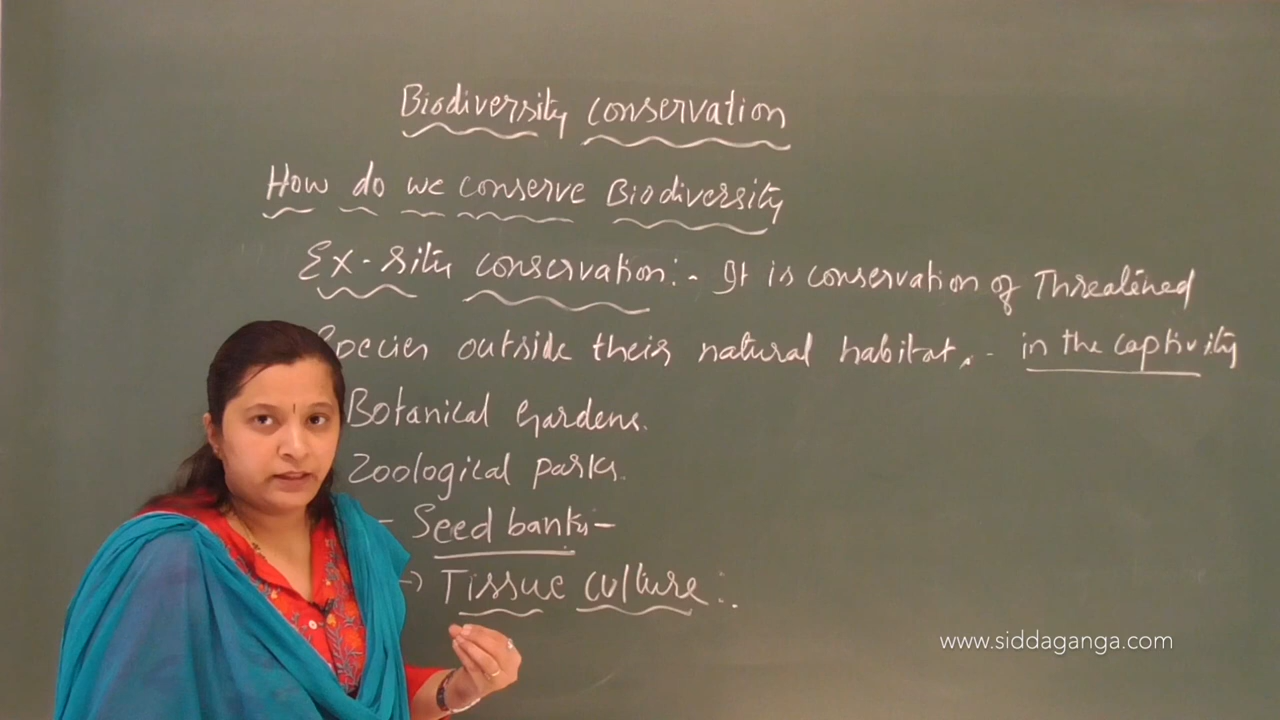 Biodiversity conservation
How do we conserve Biodiversity
Ex-situ conservation:- It is conservation of Threatened
Species outside their natural habitat,- in the captivity
Botanical Gardens.
Zoological parks.
- Seed banks-
→ Tissue culture:.
www.siddaganga.com